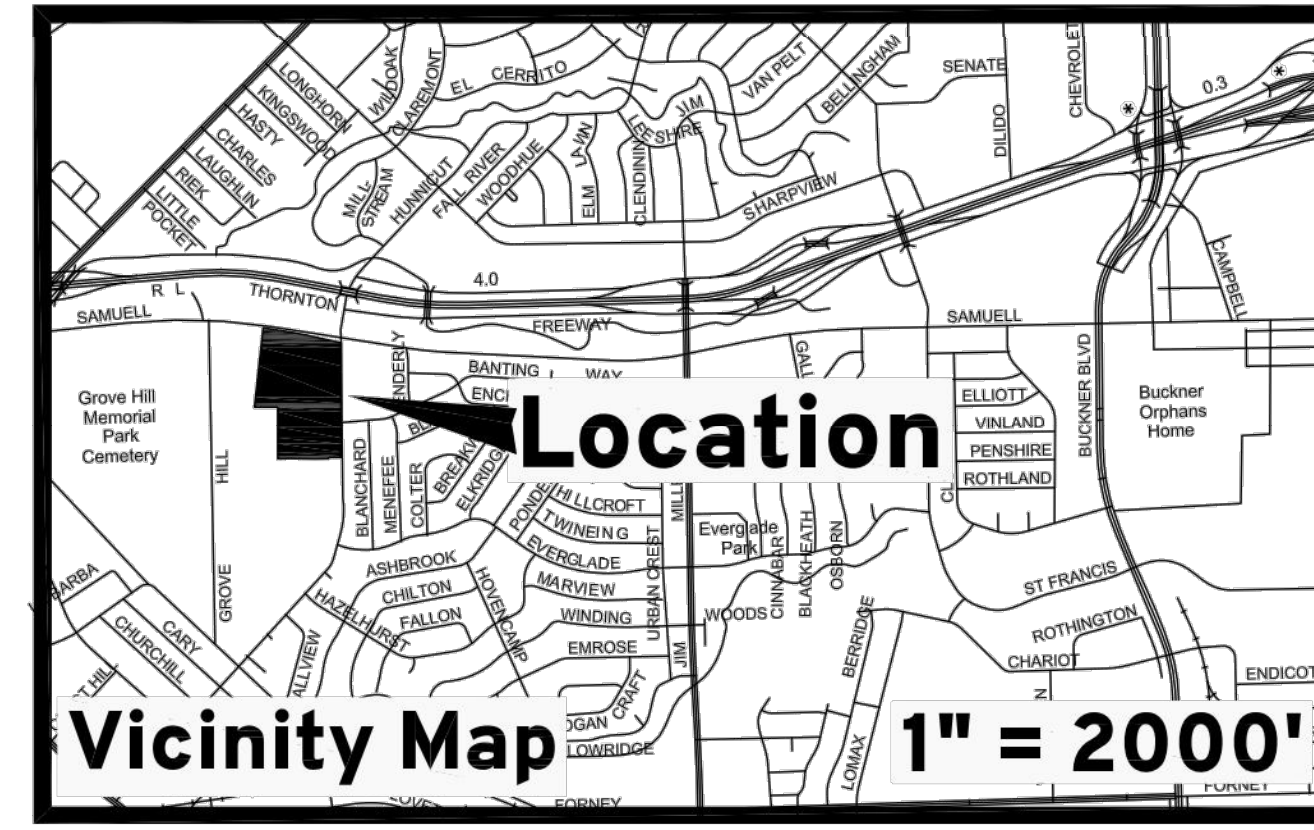 LONGHORN
KINGSWOOD
HASTY
CHARLES
LAUGHLIN
RIEK
LITTLE
POCKET
WILDOAK
CLAREMONT
EL CERRITO
VAN PELT
BELLINGHAM
SENATE
CHEVROLET
DILIDO
0.3
JIM
LEESHIRE
LAWN
ELM
CLENDINNIN
MILL-
STREAM
HUNNICUT
FALL RIVER
WOODHUE
SHARPVIEW
4.0
R L THORNTON
FREEWAY
SAMUELL
SAMUELL
CAMPBELL
BUCKNER BLVD
BANTING WAY
Grove Hill
Memorial
Park
Cemetery
Location
ELLIOTT
VINLAND
PENSHIRE
ROTHLAND
Buckner
Orphans
Home
HILL
GROVE
BLANCHARD
MENEFEE
COLTER
HILLCROFT
TWINEING
EVERGLADE
MARVIEW
WINDING
EMROSE
URBAN CREST
Everglade
Park
CINNABAR
BLACKHEATH
OSBORN
WOODS
JIM
ASHBROOK
CHILTON
FALLON
HAZELHURST
HOVENCAMP
CARY
CHURCHILL
CRAFT
BERRIDGE
LOMAX
ST FRANCIS
ROTHINGTON
CHARIOT
ENDICOT
Vicinity Map
LOWRIDGE
1" = 2000'
FORNEY
FORNEY